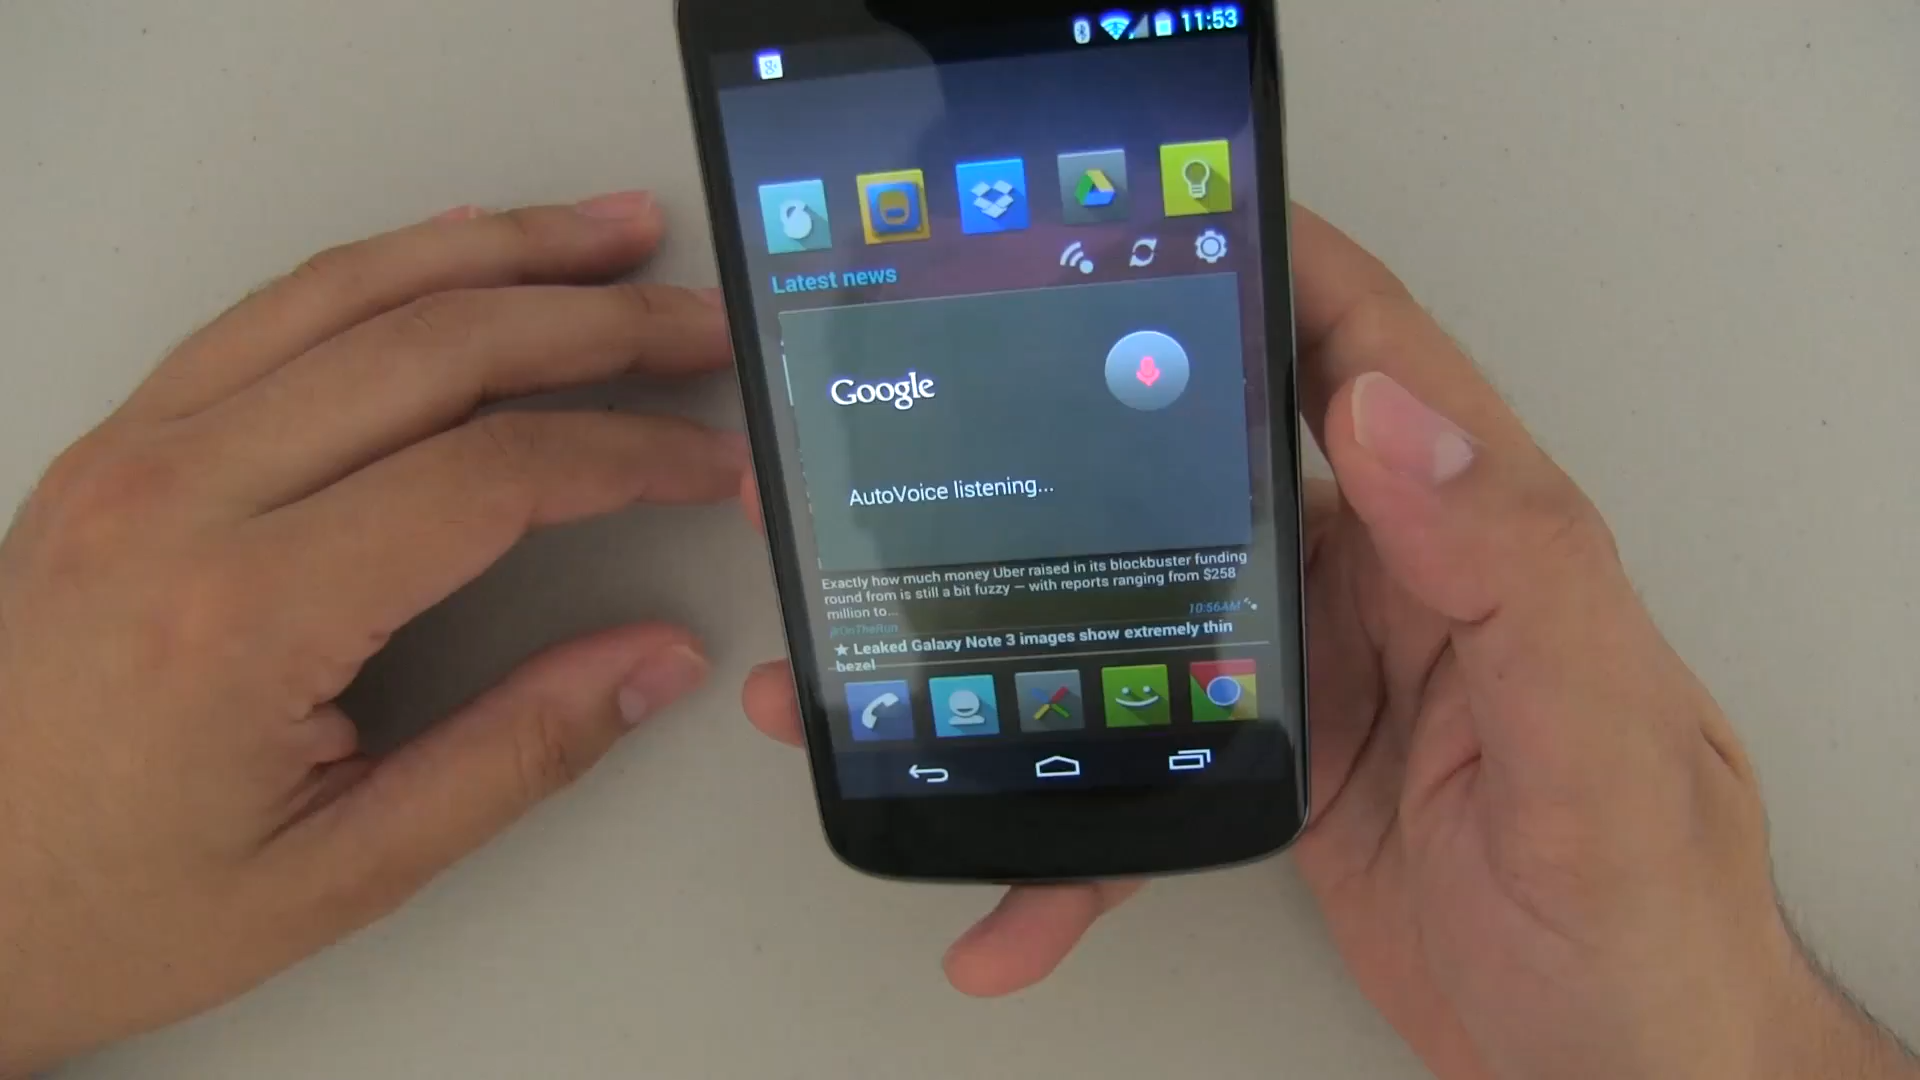 11:53
Latest news
Google
AutoVoice listening...
Exactly how much money Uber raised in its blockbuster funding
round from is still a bit fuzzy — with reports ranging from $258
million to...
10:56AM
★ Leaked Galaxy Note 3 images show extremely thin
bezel